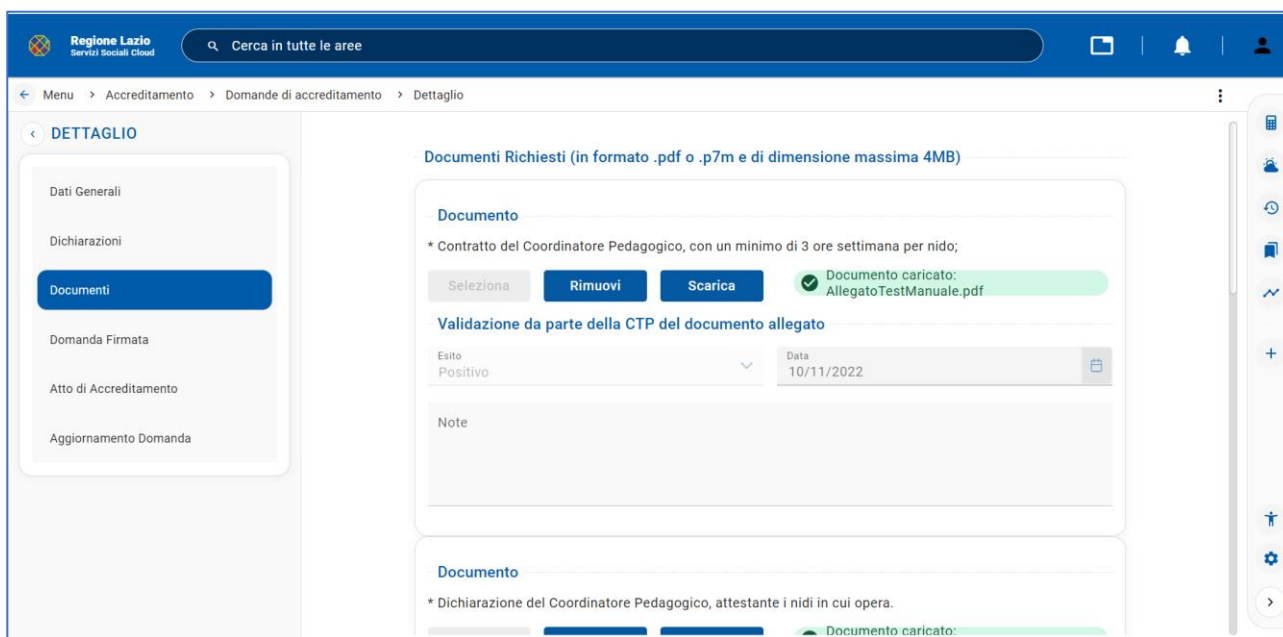 Regione Lazio
Servizi Sociali Cloud
Cerca in tutte le aree
Menu > Accreditamento > Domande di accreditamento > Dettaglio
DETTAGLIO
Dati Generali
Dichiarazioni
Documenti
Domanda Firmata
Atto di Accreditamento
Aggiornamento Domanda
Documenti Richiesti (in formato .pdf o .p7m e di dimensione massima 4MB)
Documento
* Contratto del Coordinatore Pedagogico, con un minimo di 3 ore settimana per nido;
Seleziona Rimuovi Scarica
Documento caricato:
AllegatoTestManuale.pdf
Validazione da parte della CTP del documento allegato
Esito
Positivo
Data
10/11/2022
Note
Documento
* Dichiarazione del Coordinatore Pedagogico, attestante i nidi in cui opera.
Documento caricato: